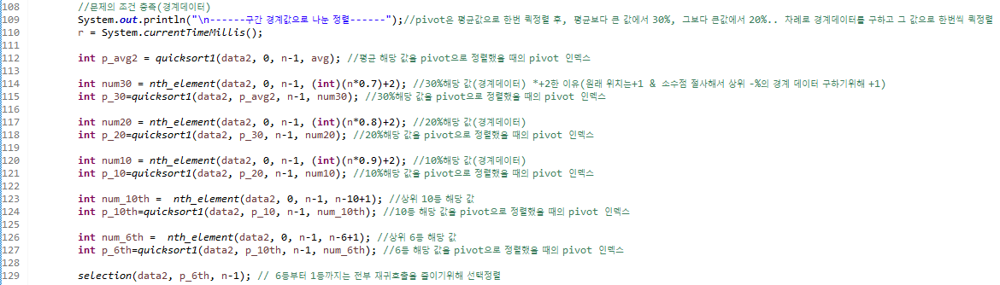 108 //문제의 조건 충족(경계데이터)
109 System.out.println("\n------구간 경계값으로 나눈 정렬------");//pivot은 평균값으로 한번 퀵정렬 후, 평균보다 큰 값에서 30%, 그보다 큰값에서 20%.. 차례로 경계데이터를 구하고 그 값으로 한번씩 퀵정렬
110 r = System.currentTimeMillis();
111
112 int p_avg2 = quicksort1(data2, 0, n-1, avg); //평균 해당 값을 pivot으로 정렬했을 때의 pivot 인덱스
113
114 int num30 = nth_element(data2, 0, n-1, (int)(n*0.7)+2); //30%해당 값(경계데이터) *+2한 이유(원래 위치는+1 & 소수점 절사해서 상위 -%의 경계 데이터 구하기위해 +1)
115 int p_30=quicksort1(data2, p_avg2, n-1, num30); //30%해당 값을 pivot으로 정렬했을 때의 pivot 인덱스
116
117 int num20 = nth_element(data2, 0, n-1, (int)(n*0.8)+2); //20%해당 값(경계데이터)
118 int p_20=quicksort1(data2, p_30, n-1, num20); //20%해당 값을 pivot으로 정렬했을 때의 pivot 인덱스
119
120 int num10 = nth_element(data2, 0, n-1, (int)(n*0.9)+2); //10%해당 값(경계데이터)
121 int p_10=quicksort1(data2, p_20, n-1, num10); //10%해당 값을 pivot으로 정렬했을 때의 pivot 인덱스
122
123 int num_10th =  nth_element(data2, 0, n-1, n-10+1); //상위 10등 해당 값
124 int p_10th=quicksort1(data2, p_10, n-1, num_10th); //10등 해당 값을 pivot으로 정렬했을 때의 pivot 인덱스
125
126 int num_6th =  nth_element(data2, 0, n-1, n-6+1); //상위 6등 해당 값
127 int p_6th=quicksort1(data2, p_10th, n-1, num_6th); //6등 해당 값을 pivot으로 정렬했을 때의 pivot 인덱스
128
129 selection(data2, p_6th, n-1); // 6등부터 1등까지는 전부 재귀호출을 줄이기위해 선택정렬